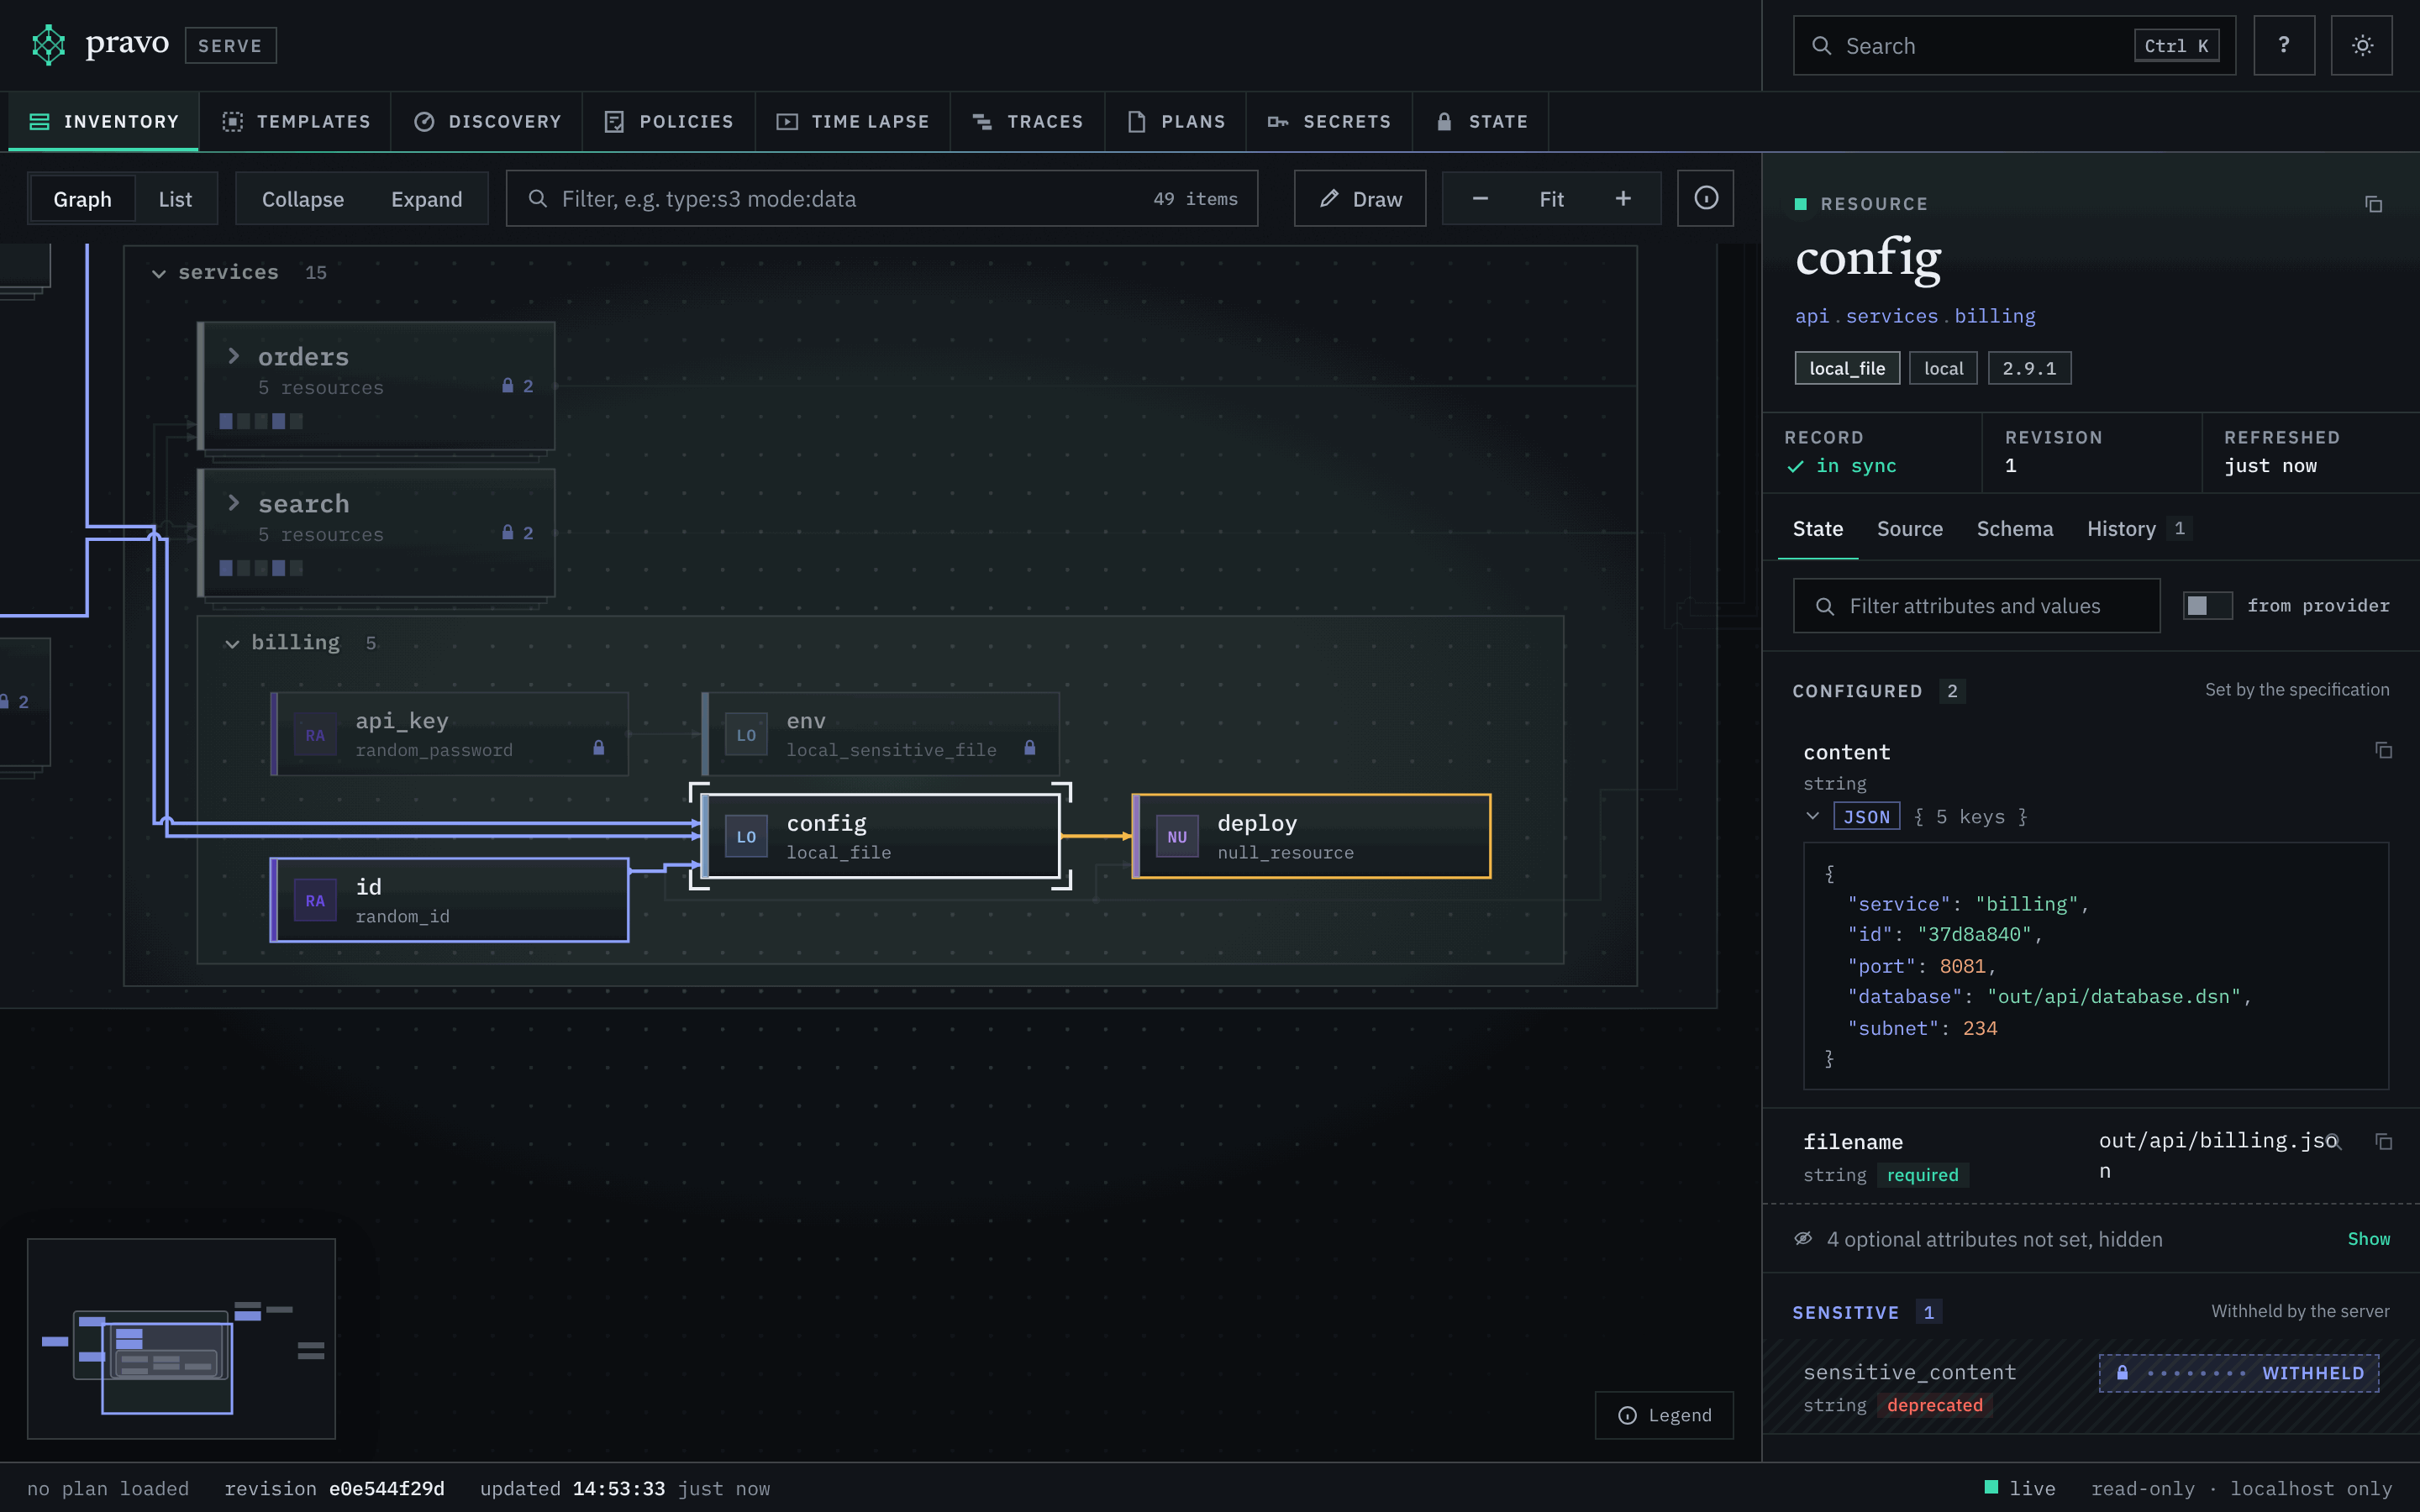 pravo SERVE
Search Ctrl K ?
INVENTORY TEMPLATES DISCOVERY POLICIES TIME LAPSE TRACES PLANS SECRETS STATE
Graph List Collapse Expand Filter, e.g. type:s3 mode:data 49 items Draw − Fit +
services 15
orders
5 resources 2
search
5 resources 2
billing 5
2
RA api_key
random_password
LO env
local_sensitive_file
LO config
local_file
NU deploy
null_resource
RA id
random_id
Legend
RESOURCE
config
api.services.billing
local_file local 2.9.1
RECORD REVISION REFRESHED
in sync 1 just now
State Source Schema History 1
Filter attributes and values from provider
CONFIGURED 2 Set by the specification
content
string
JSON { 5 keys }
{
"service": "billing",
"id": "37d8a840",
"port": 8081,
"database": "out/api/database.dsn",
"subnet": 234
}
filename out/api/billing.jso
n
string required
4 optional attributes not set, hidden Show
SENSITIVE 1 Withheld by the server
sensitive_content •••••••• WITHHELD
string deprecated
no plan loaded revision e0e544f29d updated 14:53:33 just now live read-only · localhost only